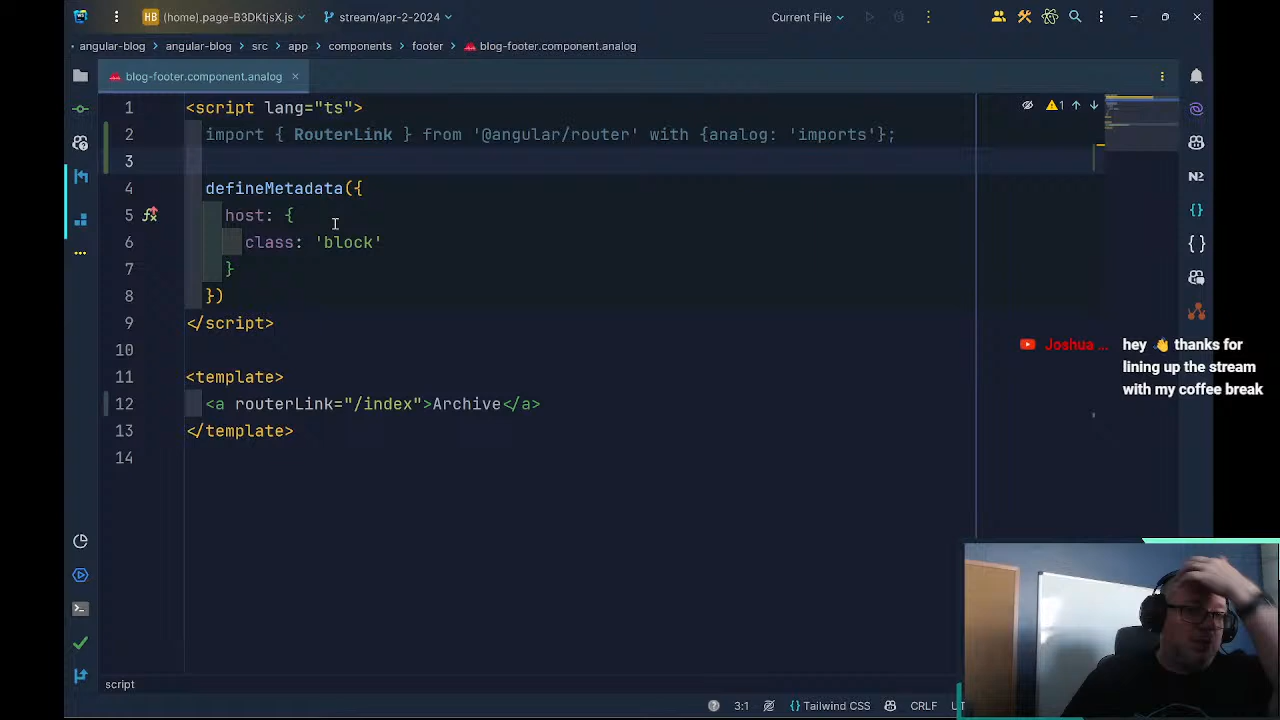 HB (home).page-B3DKtjsX.js stream/apr-2-2024 Current File
angular-blog angular-blog src app components footer blog-footer.component.analog
blog-footer.component.analog
1 <script lang="ts">
2 import { RouterLink } from '@angular/router' with {analog: 'imports'};
3
4 defineMetadata({
5 host: {
6 class: 'block'
7 }
8 })
9 </script>
10
11 <template>
12 <a routerLink="/index">Archive</a>
13 </template>
14
1
N2
Joshua ... hey 👋 thanks for
lining up the stream
with my coffee break
script
3:1 Tailwind CSS CRLF